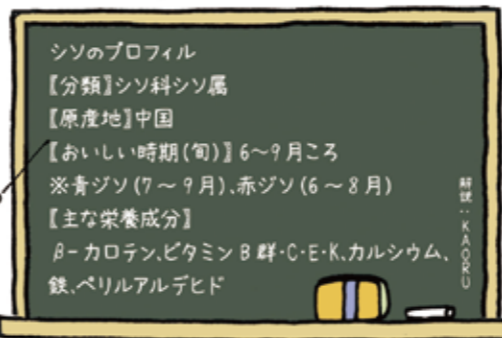 シソのプロフィル
〖分類〗シソ科シソ属
〖原産地〗中国
〖おいしい時期(旬)〗6〜9月ころ
※青ジソ(7〜9月)、赤ジソ(6〜8月)
〖主な栄養成分〗
β-カロテン、ビタミンB群・C・E・K、カルシウム、
鉄、ペリルアルデヒド
解説：KAORU